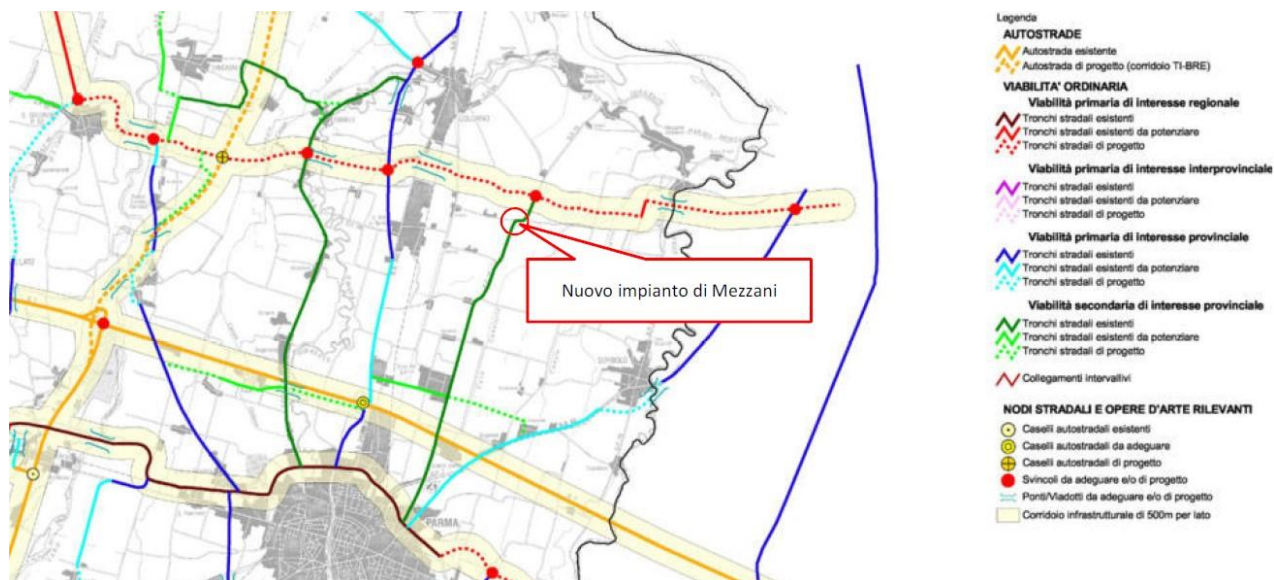 COLORNO
Nuovo impianto di Mezzani
SORBOLO
PARMA
Legenda
AUTOSTRADE
Autostrada esistente
Autostrada di progetto (corridoio TI-BRE)
VIABILITA' ORDINARIA
Viabilità primaria di interesse regionale
Tronchi stradali esistenti
Tronchi stradali esistenti da potenziare
Tronchi stradali di progetto
Viabilità primaria di interesse interprovinciale
Tronchi stradali esistenti
Tronchi stradali esistenti da potenziare
Tronchi stradali di progetto
Viabilità primaria di interesse provinciale
Tronchi stradali esistenti
Tronchi stradali esistenti da potenziare
Tronchi stradali di progetto
Viabilità secondaria di interesse provinciale
Tronchi stradali esistenti
Tronchi stradali esistenti da potenziare
Tronchi stradali di progetto
Collegamenti intervallivi
NODI STRADALI E OPERE D'ARTE RILEVANTI
Caselli autostradali esistenti
Caselli autostradali da adeguare
Caselli autostradali di progetto
Svincoli da adeguare e/o di progetto
Ponti/Viadotti da adeguare e/o di progetto
Corridoio infrastrutturale di 500m per lato